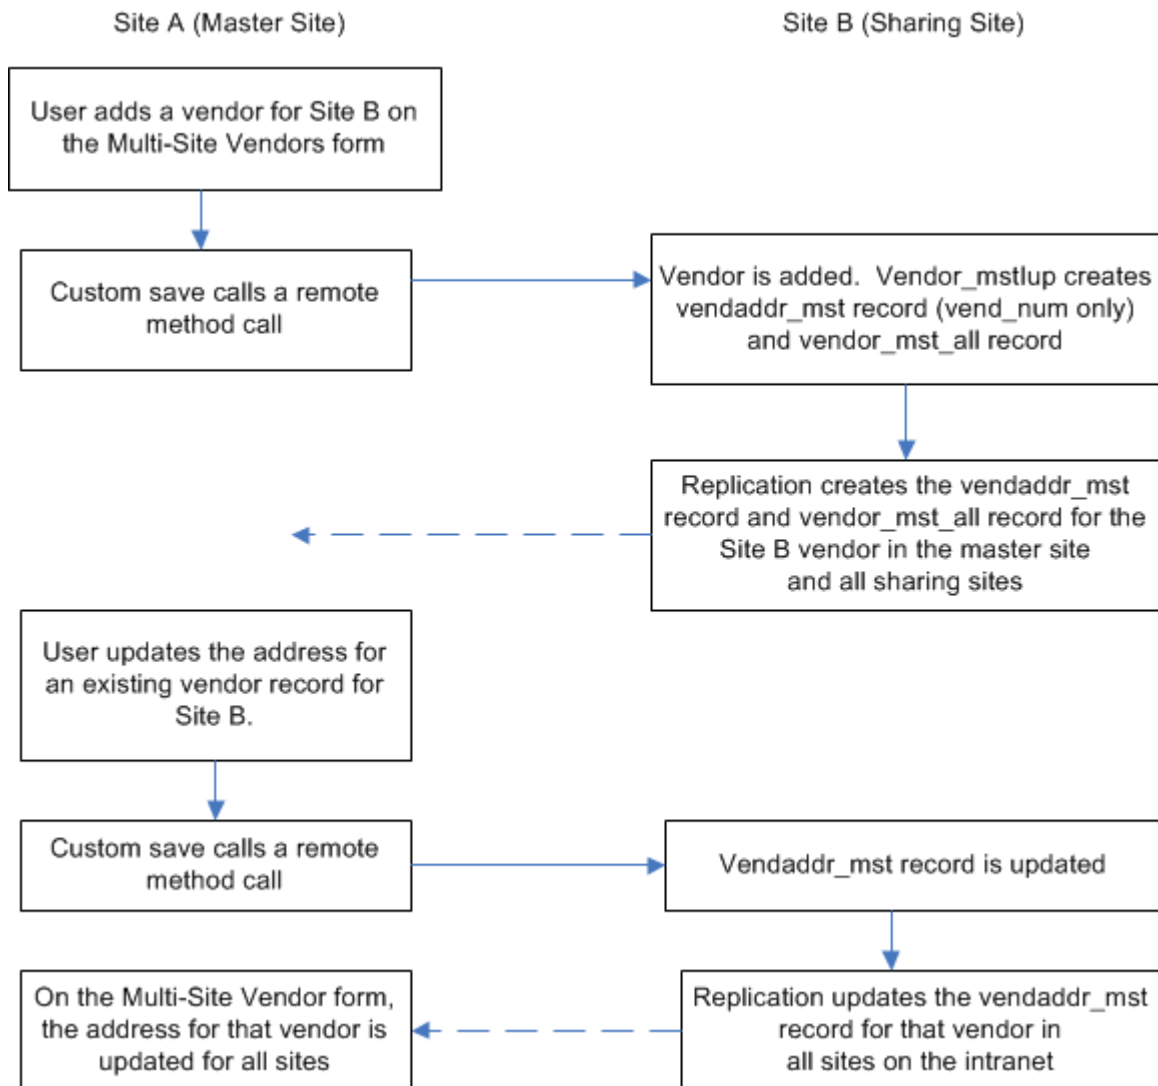 Site A (Master Site)
Site B (Sharing Site)
User adds a vendor for Site B on
the Multi-Site Vendors form
Custom save calls a remote
method call
Vendor is added.  Vendor_mstIup creates
vendaddr_mst record (vend_num only)
and vendor_mst_all record
Replication creates the vendaddr_mst
record and vendor_mst_all record for the
Site B vendor in the master site
and all sharing sites
User updates the address for
an existing vendor record for
Site B.
Custom save calls a remote
method call
Vendaddr_mst record is updated
Replication updates the vendaddr_mst
record for that vendor in
all sites on the intranet
On the Multi-Site Vendor form,
the address for that vendor is
updated for all sites